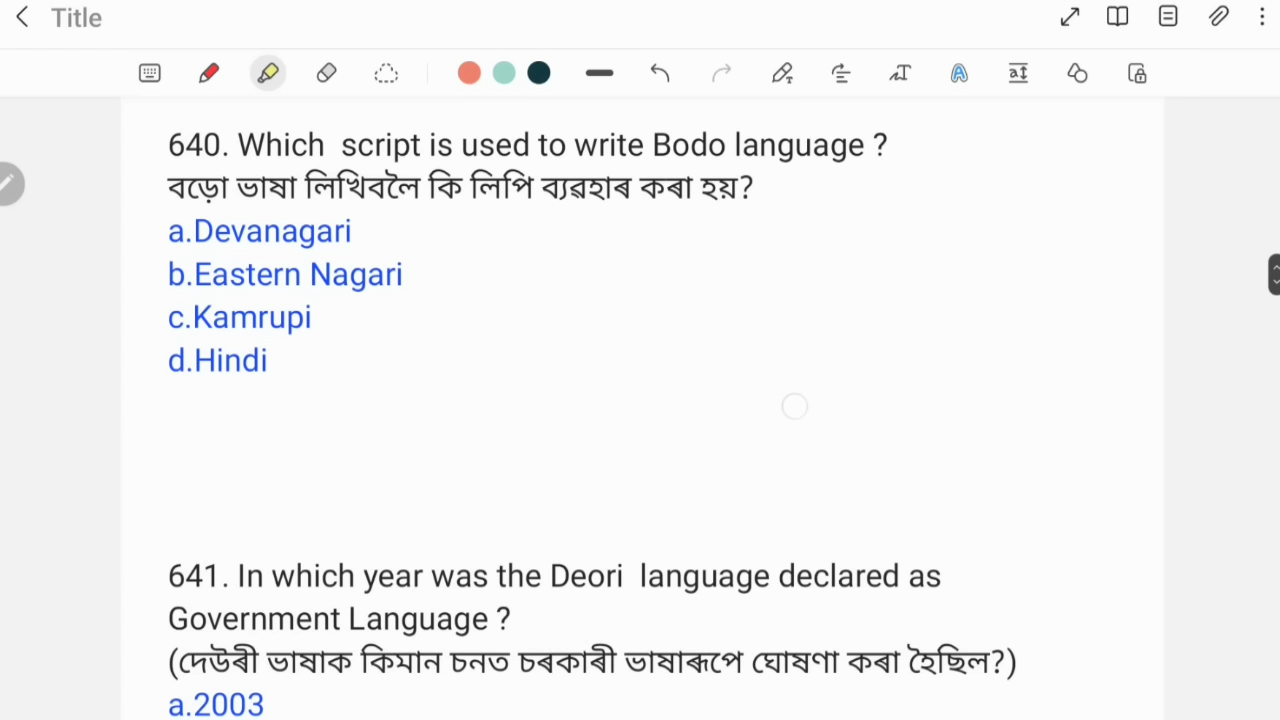 Title
640. Which script is used to write Bodo language ?
বড়ো ভাষা লিখিবলৈ কি লিপি ব্যৱহাৰ কৰা হয়?
a.Devanagari
b.Eastern Nagari
c.Kamrupi
d.Hindi
641. In which year was the Deori language declared as
Government Language ?
(দেউৰী ভাষাক কিমান চনত চৰকাৰী ভাষাৰূপে ঘোষণা কৰা হৈছিল?)
a.2003